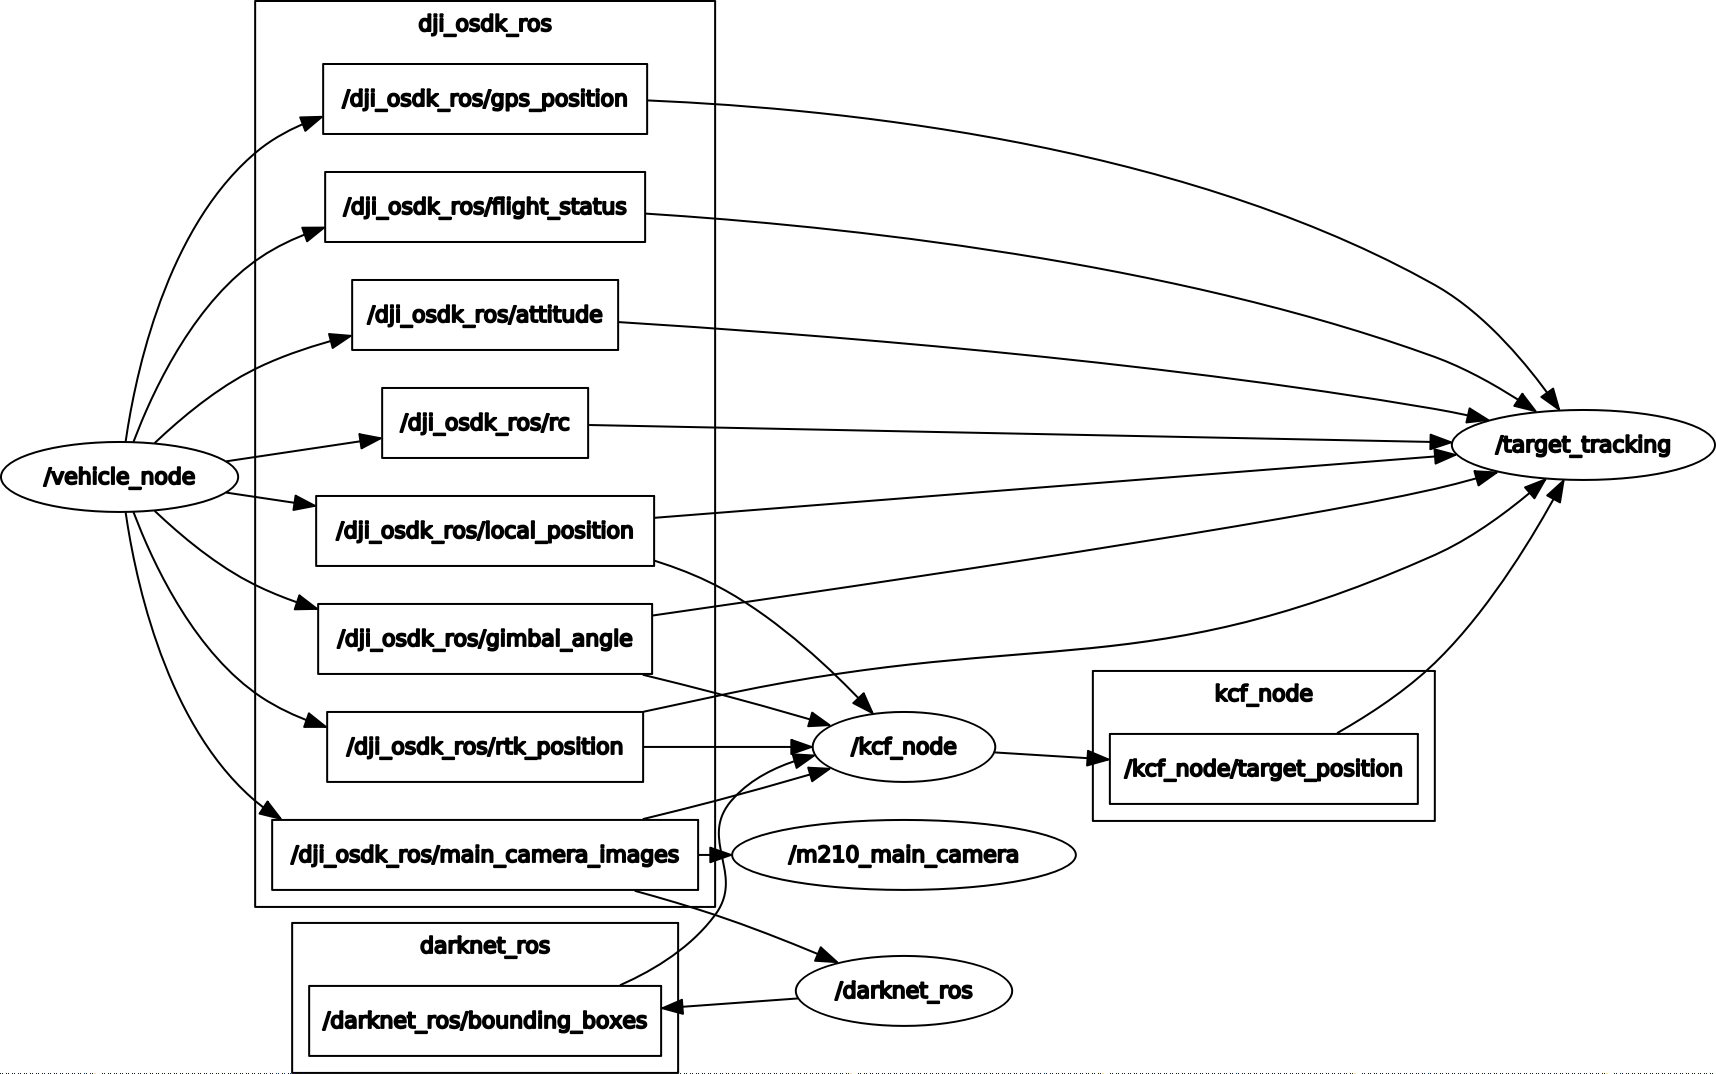 dji_osdk_ros
/dji_osdk_ros/gps_position
/dji_osdk_ros/flight_status
/dji_osdk_ros/attitude
/dji_osdk_ros/rc
/target_tracking
/vehicle_node
/dji_osdk_ros/local_position
/dji_osdk_ros/gimbal_angle
kcf_node
/dji_osdk_ros/rtk_position
/kcf_node
/kcf_node/target_position
/dji_osdk_ros/main_camera_images
/m210_main_camera
darknet_ros
/darknet_ros
/darknet_ros/bounding_boxes